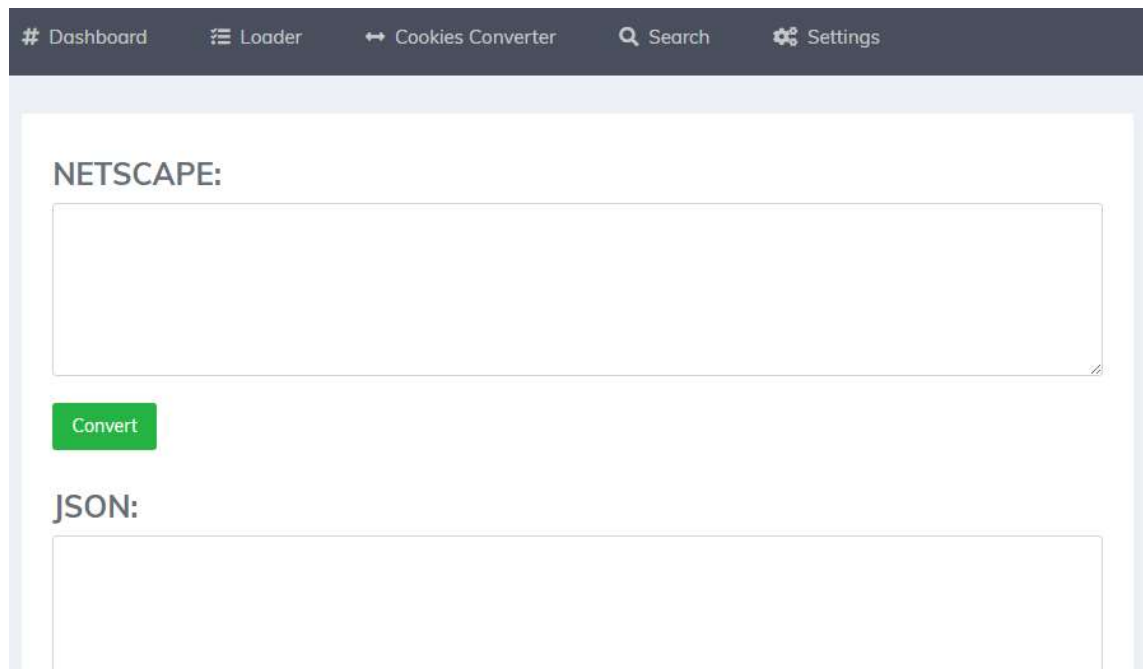 # Dashboard Loader Cookies Converter Search Settings
NETSCAPE:
Convert
JSON: